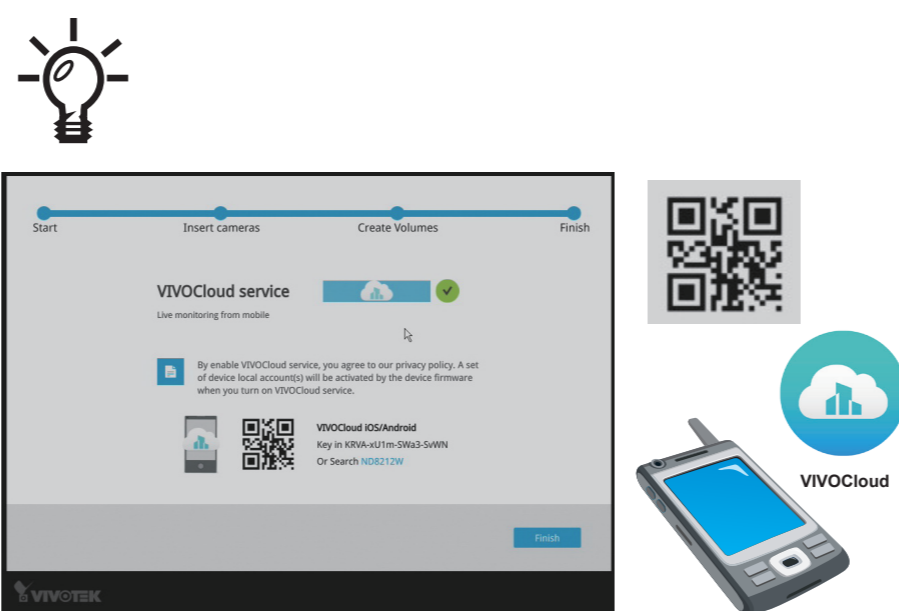 Start
Insert cameras
Create Volumes
Finish
VIVOCloud service
Live monitoring from mobile
By enable VIVOCloud service, you agree to our privacy policy. A set
of device local account(s) will be activated by the device firmware
when you turn on VIVOCloud service.
VIVOCloud iOS/Android
Key in KRVA-xU1m-SWa3-SvWN
Or Search ND8212W
Finish
VIVOTEK
VIVOCloud